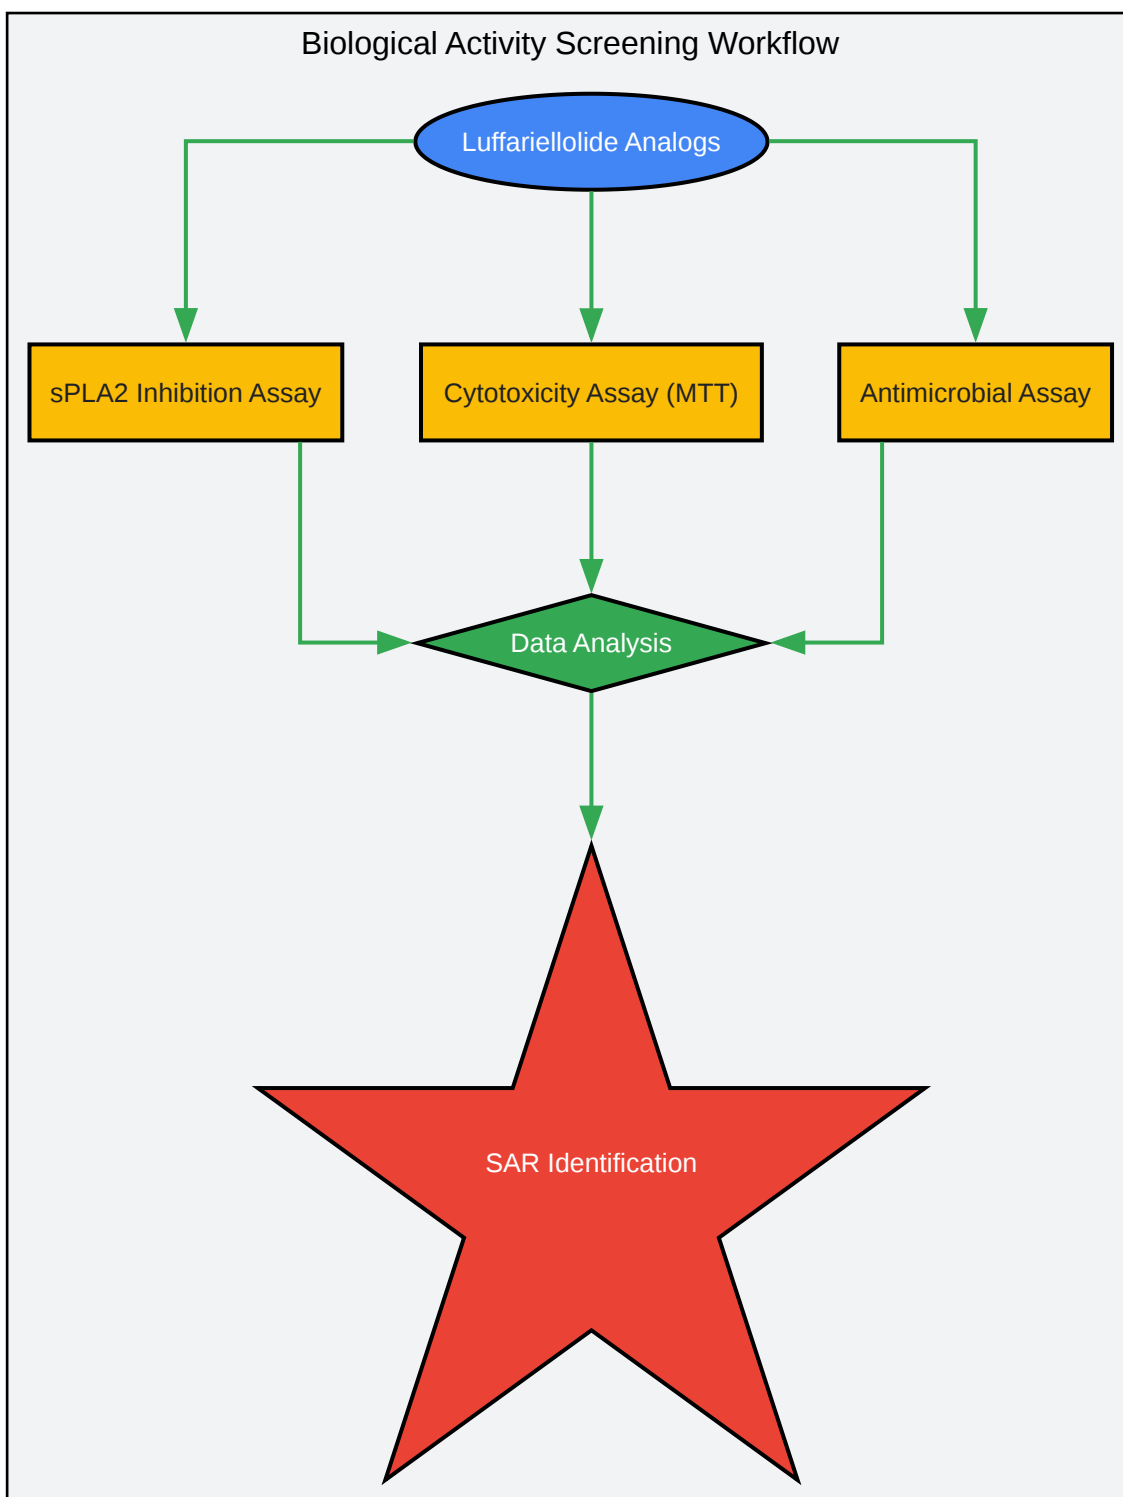 Biological Activity Screening Workflow
Luffariellolide Analogs
sPLA2 Inhibition Assay
Cytotoxicity Assay (MTT)
Antimicrobial Assay
Data Analysis
SAR Identification